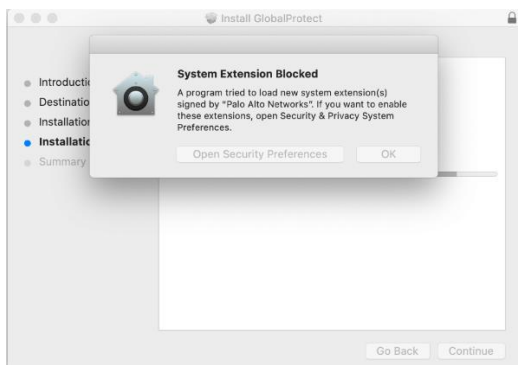 Install GlobalProtect
System Extension Blocked
A program tried to load new system extension(s)
signed by "Palo Alto Networks". If you want to enable
these extensions, open Security & Privacy System
Preferences.
Open Security Preferences
OK
Introductio
Destinatio
Installation
Installatio
Summary
Go Back
Continue